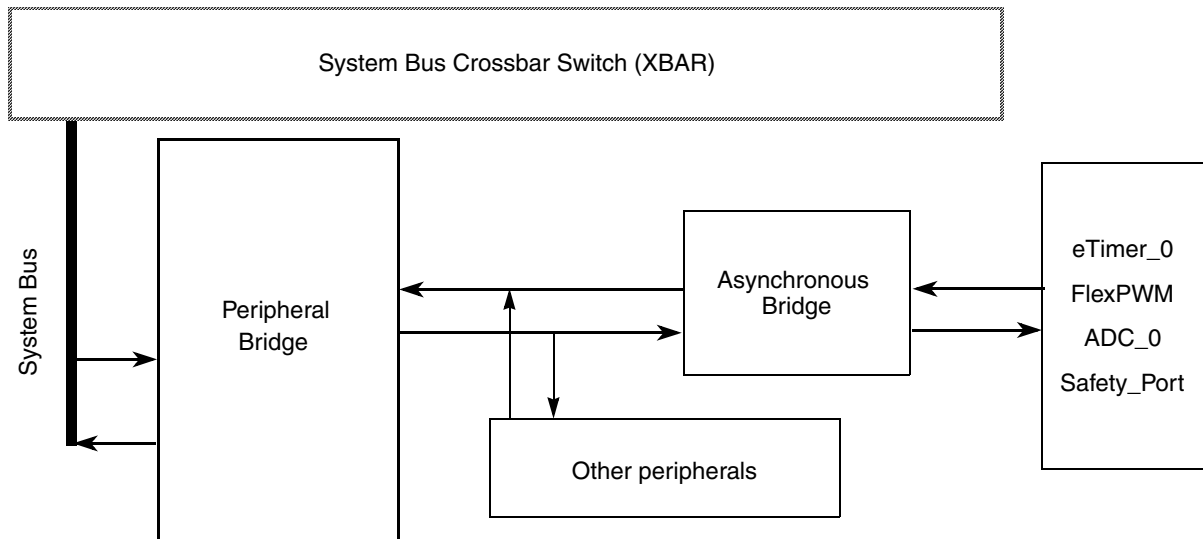 System Bus Crossbar Switch (XBAR)
System Bus
Peripheral
Bridge
Asynchronous
Bridge
Other peripherals
eTimer_0
FlexPWM
ADC_0
Safety_Port